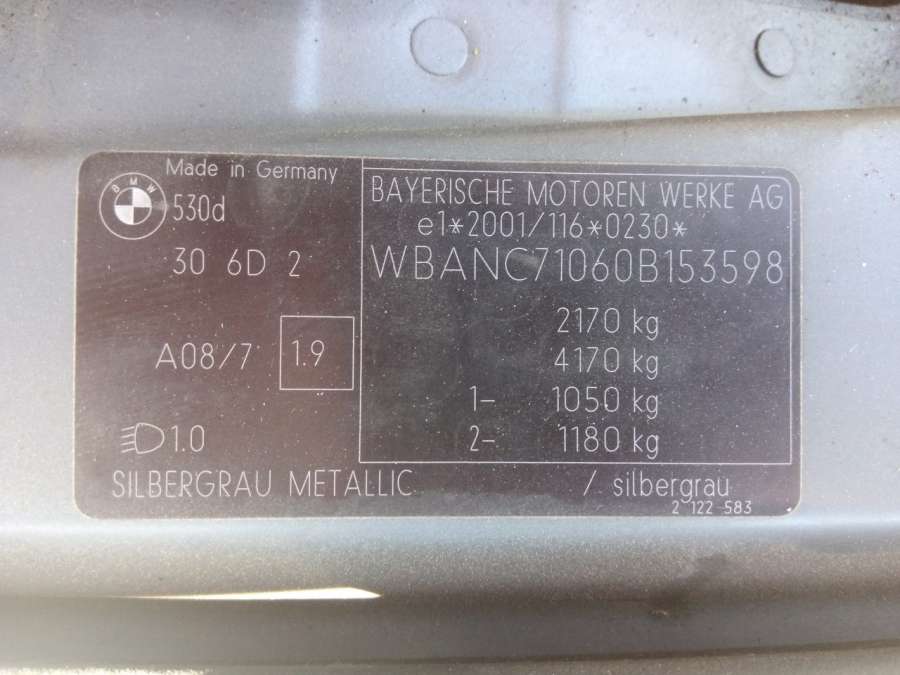 Made in Germany
BMW
530d
30 6D 2
A08/7 1.9
1.0
BAYERISCHE MOTOREN WERKE AG
e1*2001/116*0230*
WBANC71060B153598
2170 kg
4170 kg
1- 1050 kg
2- 1180 kg
SILBERGRAU METALLIC / silbergrau
2 122 583